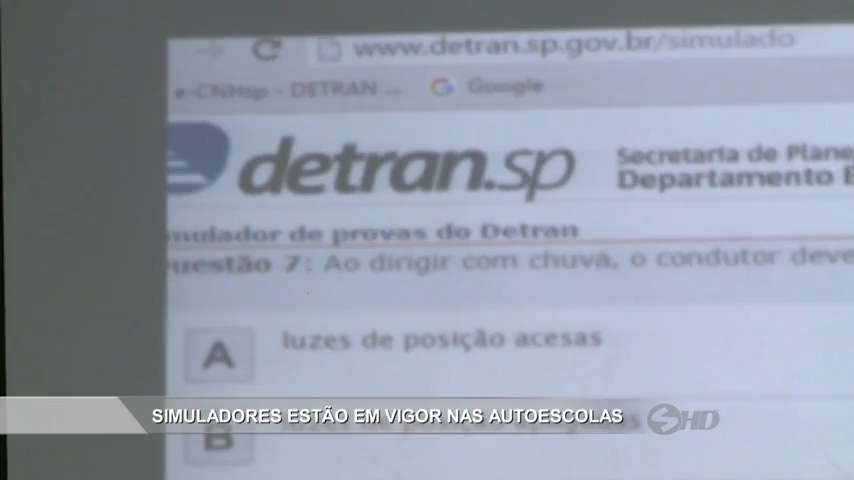 www.detran.sp.gov.br/simulado
e-CNHsp - DETRAN ...
Google
detran.sp
Secretaria de Plane
Departamento E
mulador de provas do Detran
uestão 7: Ao dirigir com chuva, o condutor deve
A
luzes de posição acesas
SIMULADORES ESTÃO EM VIGOR NAS AUTOESCOLAS
SHD
B